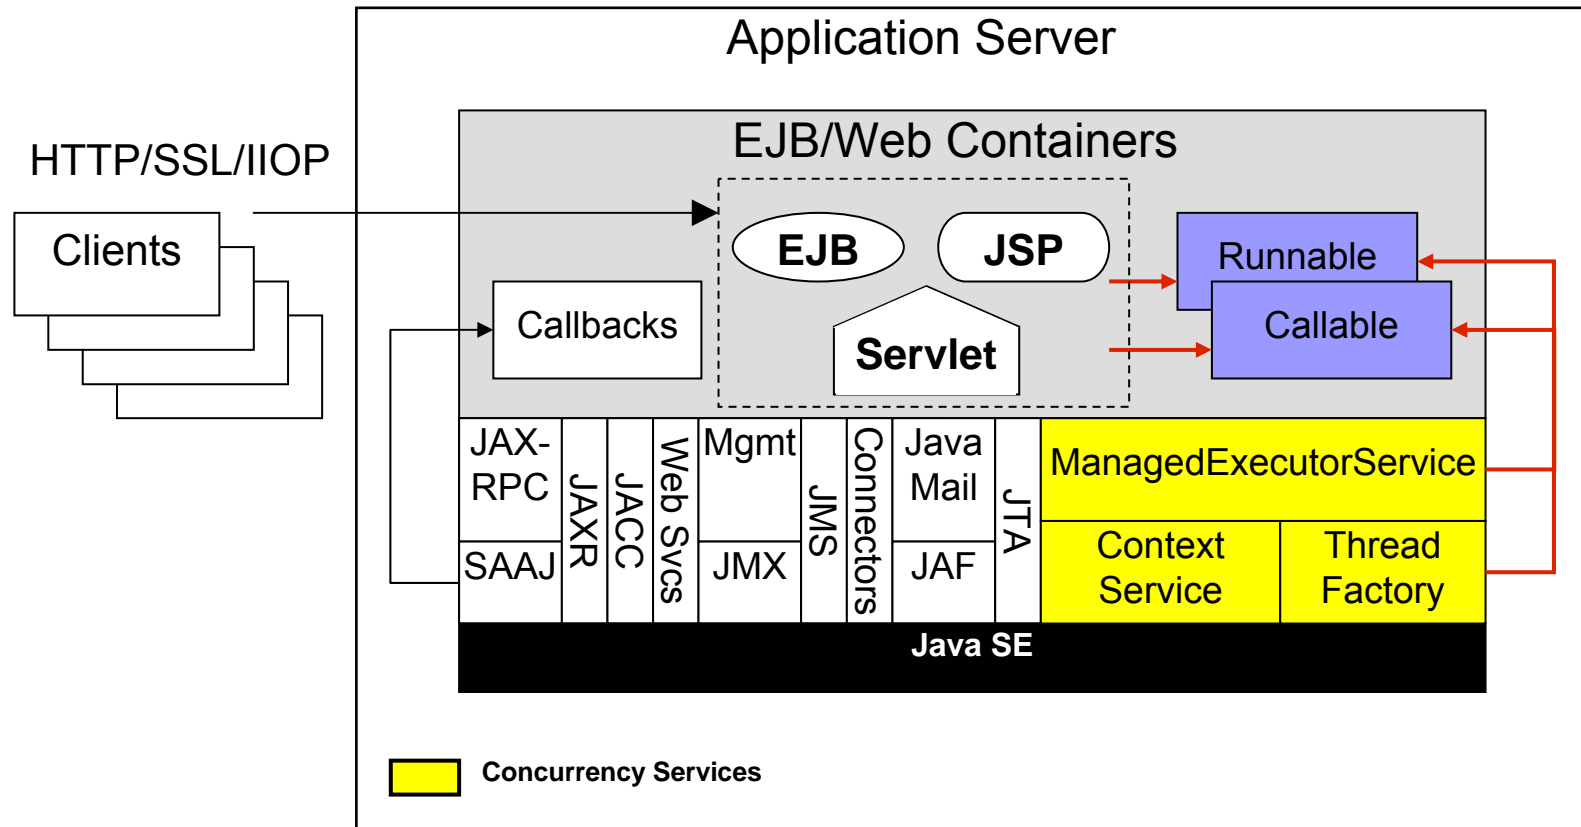 Application Server
EJB/Web Containers
HTTP/SSL/IIOP
Clients
EJB
JSP
Runnable
Callbacks
Servlet
Callable
JAX-
RPC
SAAJ
JAXR
JACC
Web Svcs
Mgmt
JMX
JMS
Connectors
Java
Mail
JAF
JTA
ManagedExecutorService
Context
Service
Thread
Factory
Java SE
Concurrency Services